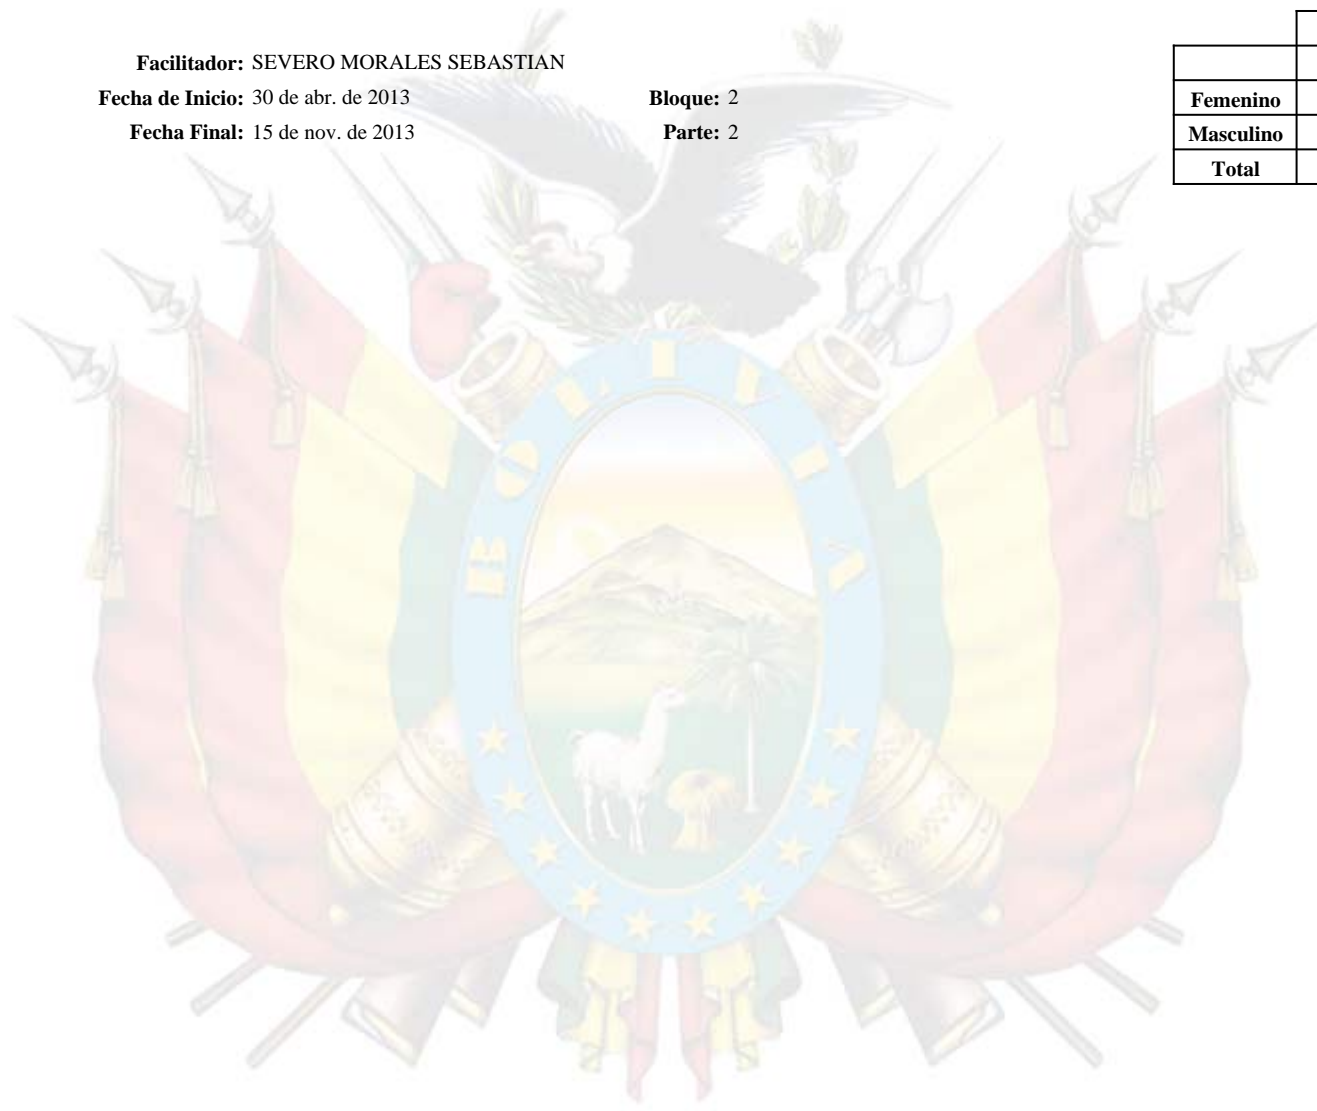 Facilitador: SEVERO MORALES SEBASTIAN
Fecha de Inicio: 30 de abr. de 2013
Bloque: 2
Fecha Final: 15 de nov. de 2013
Parte: 2
Femenino
Masculino
Total
BOLIVIA